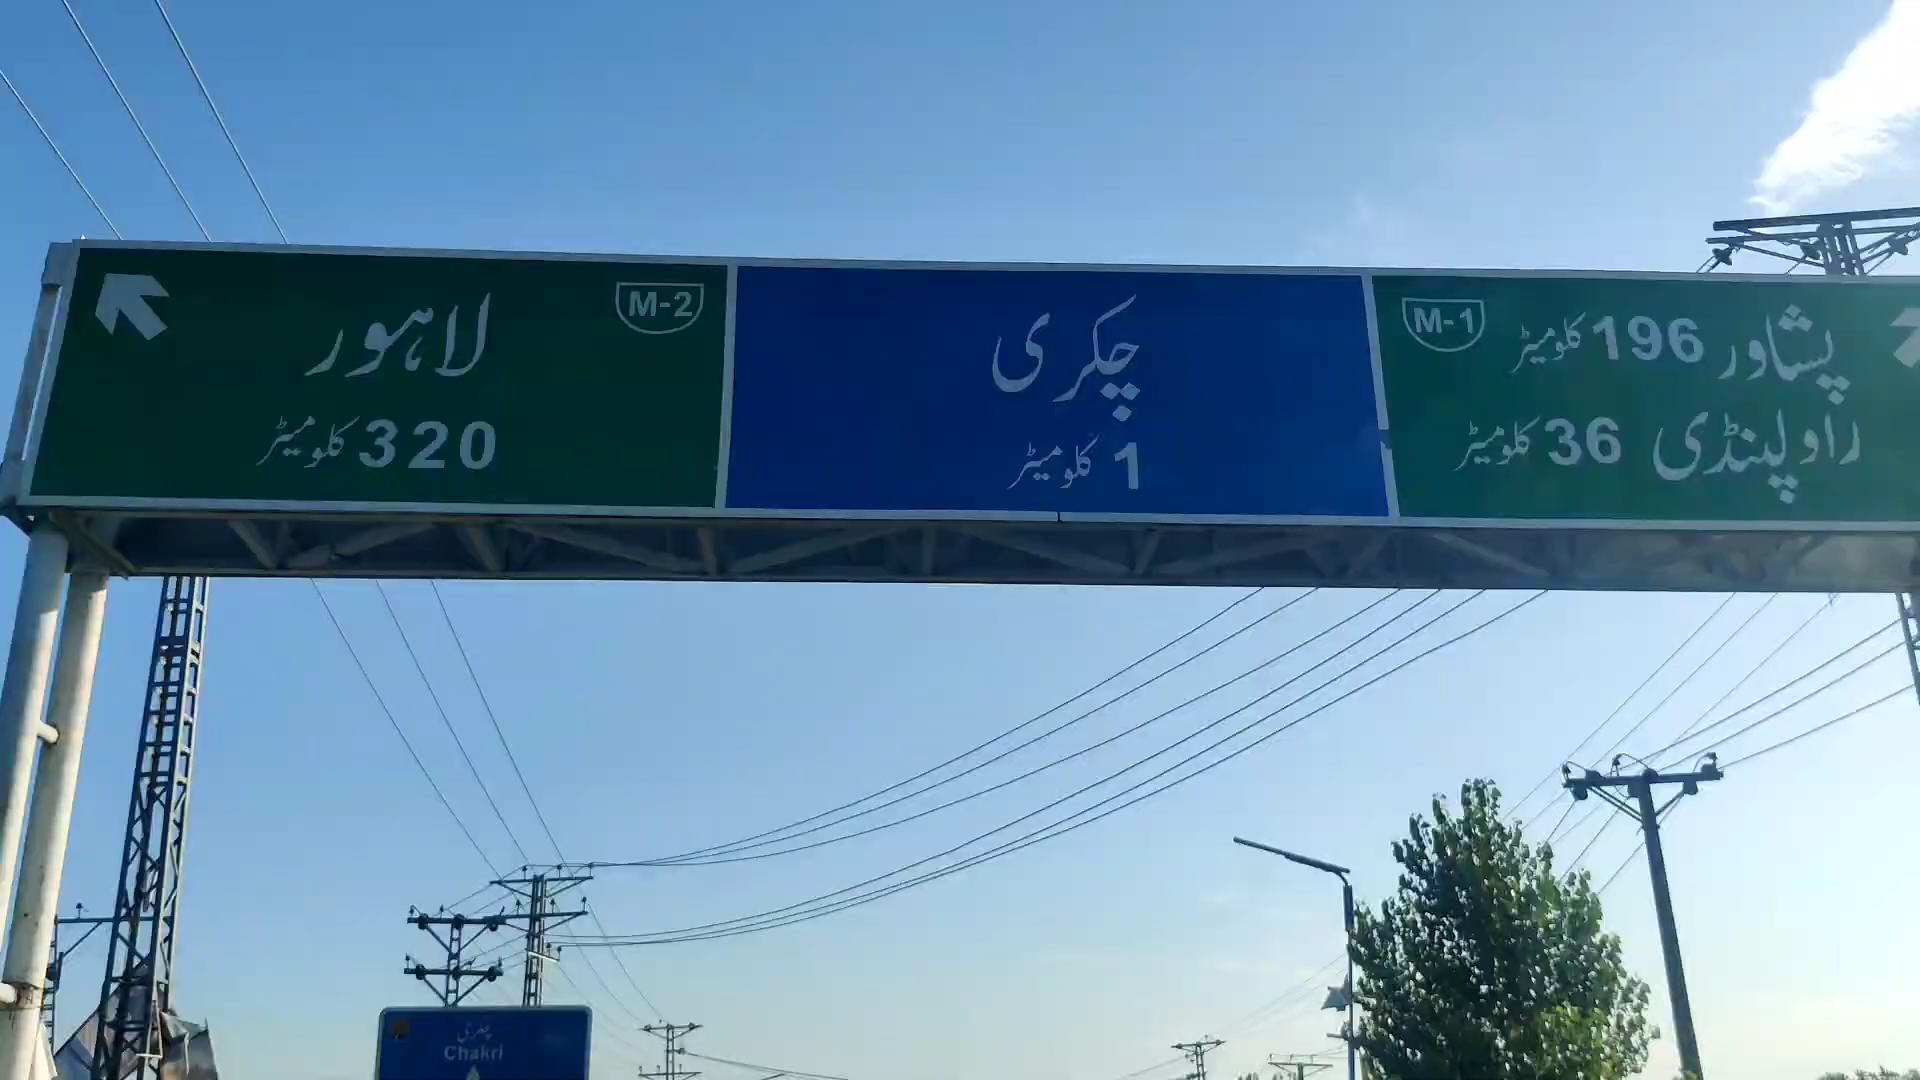 لاہور
M-2
320 کلومیٹر
چکری
1 کلومیٹر
M-1
پشاور 196 کلومیٹر
راولپنڈی 36 کلومیٹر
چکری
Chakri